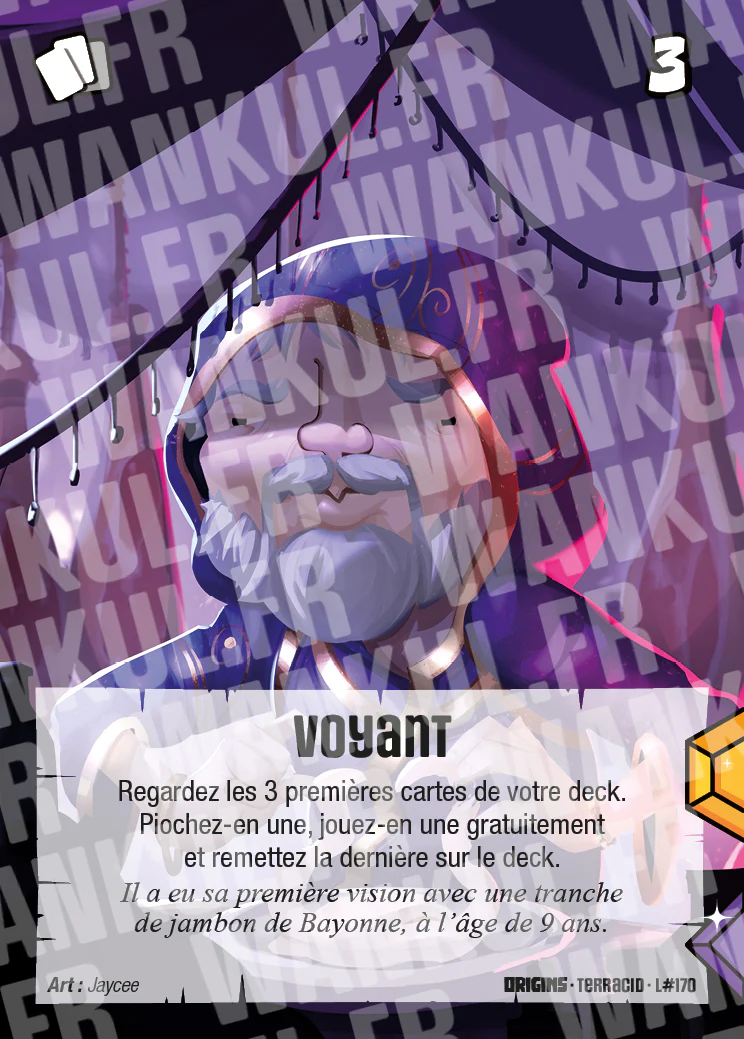 3
VOYANT
Regardez les 3 premières cartes de votre deck.
Piochez-en une, jouez-en une gratuitement
et remettez la dernière sur le deck.
Il a eu sa première vision avec une tranche
de jambon de Bayonne, à l’âge de 9 ans.
Art : Jaycee
ORIGINS · TERRACID · L#170
WANKUL.FR